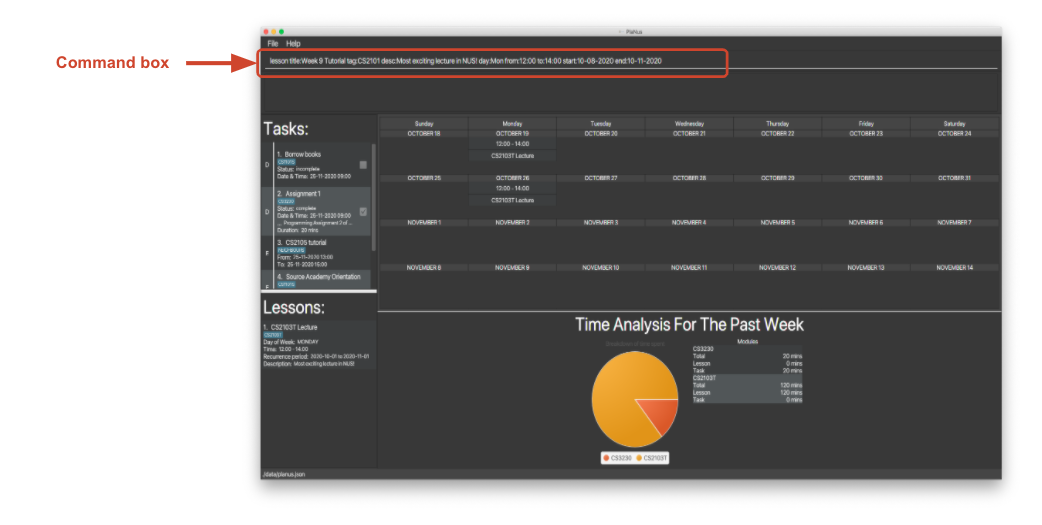 PlaNus
File Help
Command box
lesson title:Week 9 Tutorial tag:CS2101 desc:Most exciting lecture in NUS! day:Mon from:12:00 to:14:00 start:10-08-2020 end:10-11-2020
Tasks:
1. Borrow books
Status: incomplete
D
Date & Time: 25-11-2020 09:00
2. Assignment 1
CS3230
Status: complete
D
Date & Time: 25-11-2020 09:00
... Programming Assignment 2 of ...
Duration: 20 mins
3. CS2105 tutorial
E
From: 25-11-2020 13:00
To: 25-11-2020 15:00
4. Source Academy Orientation
E
Sunday Monday Tuesday Wednesday Thursday Friday Saturday
OCTOBER 18 OCTOBER 19 OCTOBER 20 OCTOBER 21 OCTOBER 22 OCTOBER 23 OCTOBER 24
12:00 - 14:00
CS2103T Lecture
OCTOBER 25 OCTOBER 26 OCTOBER 27 OCTOBER 28 OCTOBER 29 OCTOBER 30 OCTOBER 31
12:00 - 14:00
CS2103T Lecture
NOVEMBER 1 NOVEMBER 2 NOVEMBER 3 NOVEMBER 4 NOVEMBER 5 NOVEMBER 6 NOVEMBER 7
NOVEMBER 8 NOVEMBER 9 NOVEMBER 10 NOVEMBER 11 NOVEMBER 12 NOVEMBER 13 NOVEMBER 14
Lessons:
1. CS2103T Lecture
CS2103T
Day of Week: MONDAY
Time: 12:00 - 14:00
Recurrence period: 2020-10-01 to 2020-11-01
Description: Most exciting lecture in NUS!
Time Analysis For The Past Week
Breakdown of time spent
Modules
CS3230
Total 20 mins
Lesson 0 mins
Task 20 mins
CS2103T
Total 120 mins
Lesson 120 mins
Task 0 mins
CS3230 CS2103T
./data/planus.json